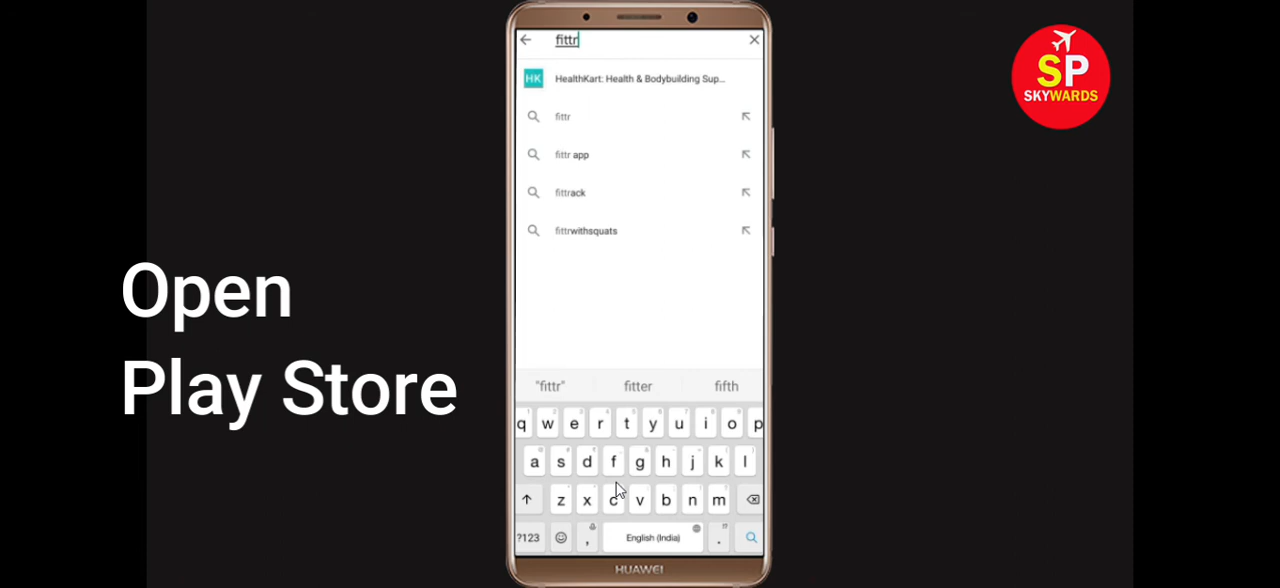 fittr
HK HealthKart: Health & Bodybuilding Sup...
fittr
fittr app
fittrack
fittrwithsquats
"fittr" fitter fifth
q w e r t y u i o p
a s d f g h j k l
z x c v b n m
?123 , English (India) .
HUAWEI
Open
Play Store
SP
SKYWARDS